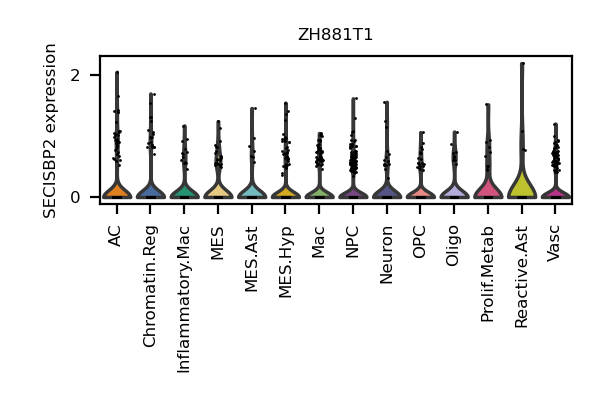 ZH881T1
SECISBP2 expression
2
0
AC
Chromatin.Reg
Inflammatory.Mac
MES
MES.Ast
MES.Hyp
Mac
NPC
Neuron
OPC
Oligo
Prolif.Metab
Reactive.Ast
Vasc